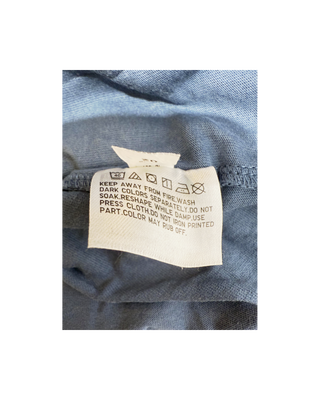 KEEP AWAY FROM FIRE.WASH
DARK COLORS SEPARATELY.DO NOT
SOAK,RESHAPE WHILE DAMP.USE
PRESS CLOTH.DO NOT IRON PRINTED
PART.COLOR MAY RUB OFF.